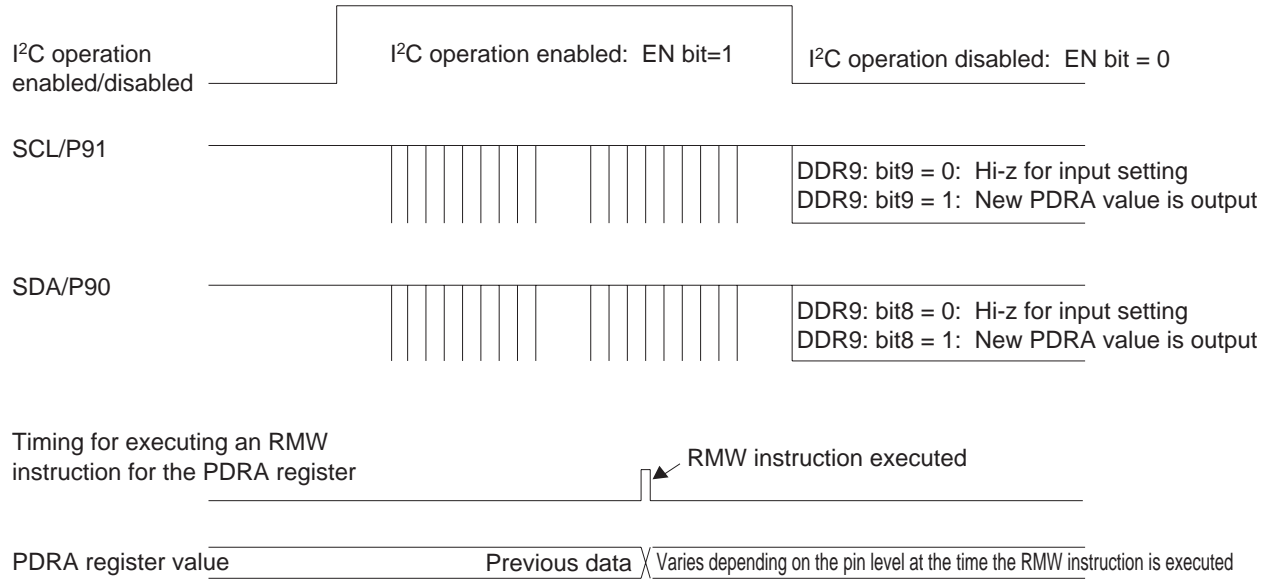 I²C operation
enabled/disabled
I²C operation enabled: EN bit=1
I²C operation disabled: EN bit = 0
SCL/P91
DDR9: bit9 = 0: Hi-z for input setting
DDR9: bit9 = 1: New PDRA value is output
SDA/P90
DDR9: bit8 = 0: Hi-z for input setting
DDR9: bit8 = 1: New PDRA value is output
Timing for executing an RMW
instruction for the PDRA register
RMW instruction executed
PDRA register value
Previous data
Varies depending on the pin level at the time the RMW instruction is executed